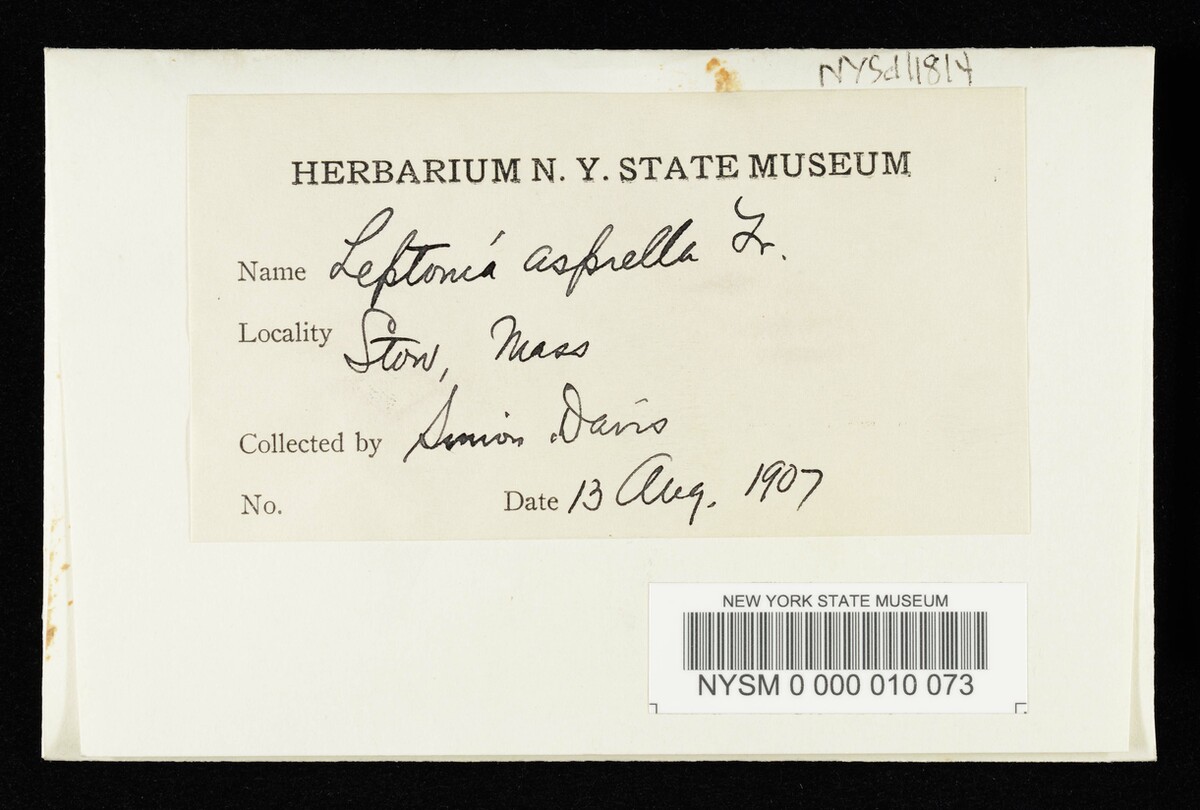 NYSd11814
HERBARIUM N. Y. STATE MUSEUM
Name Leptonia asprella Fr.
Locality Stow, Mass
Collected by Simon Davis
No. Date 13 Aug. 1907
NEW YORK STATE MUSEUM
NYSM 0 000 010 073